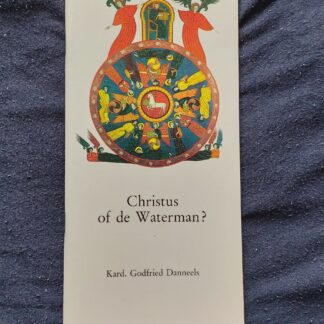 Christus
of de Waterman?
Kard. Godfried Danneels